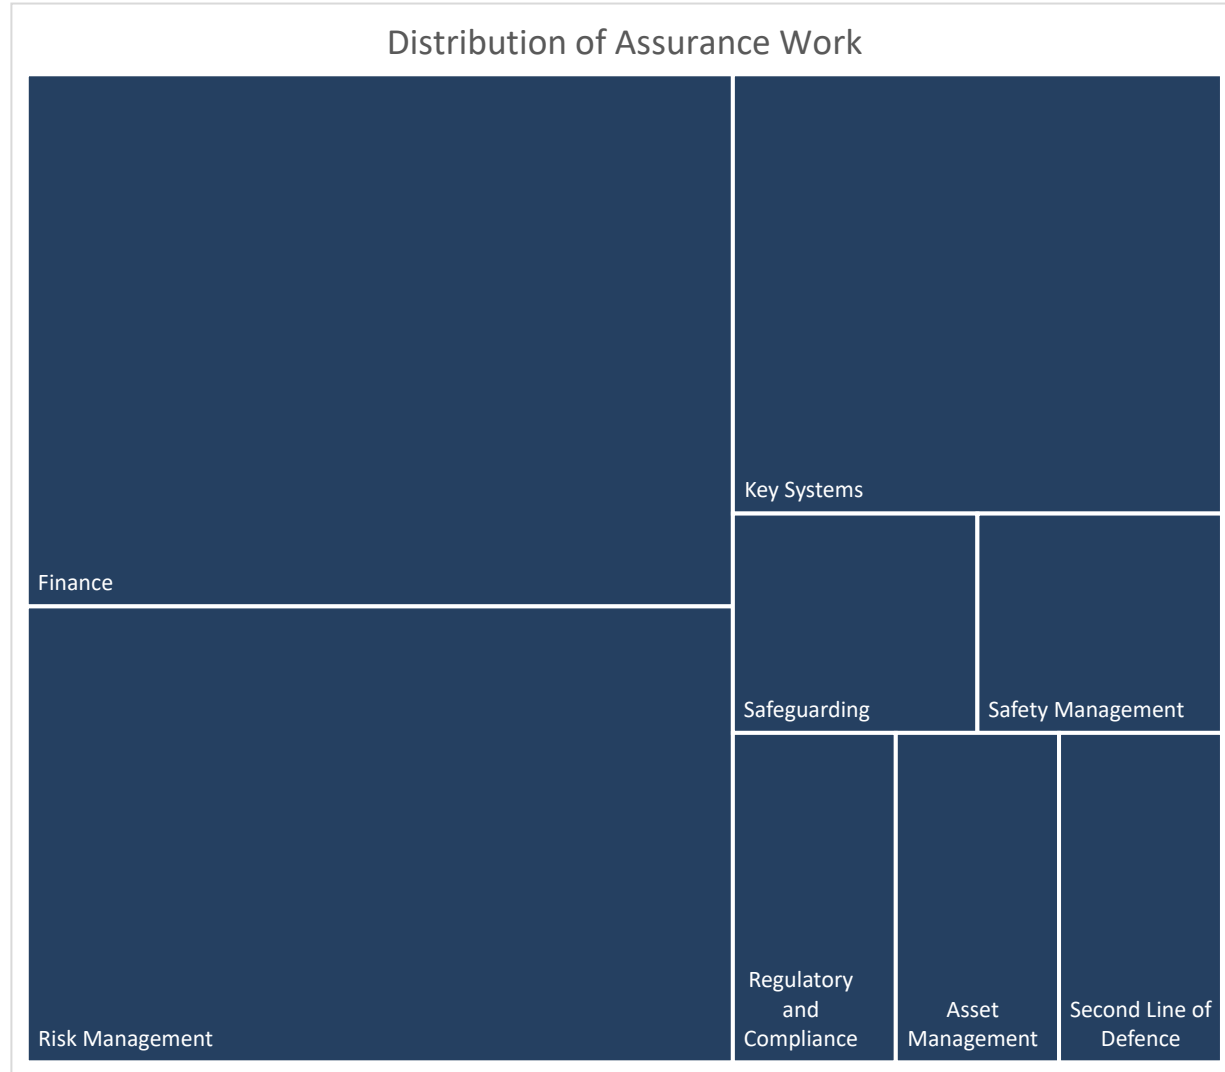 Distribution of Assurance Work
Finance
Key Systems
Safeguarding
Safety Management
Risk Management
Regulatory
and
Compliance
Asset
Management
Second Line of
Defence